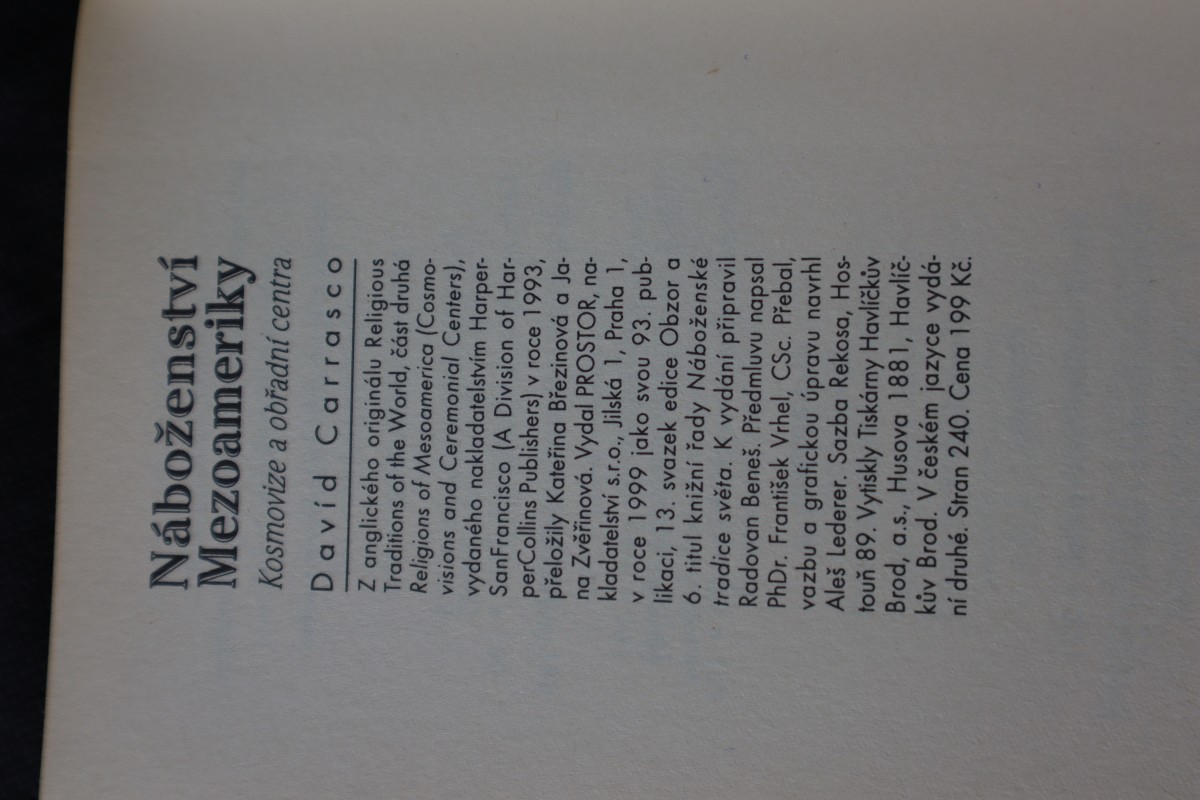 Náboženství
Mezoameriky
Kosmovize a obřadní centra
Davíd Carrasco
Z anglického originálu Religious
Traditions of the World, část druhá
Religions of Mesoamerica (Cosmo-
visions and Ceremonial Centers),
vydaného nakladatelstvím Harper-
SanFrancisco (A Division of Har-
perCollins Publishers) v roce 1993,
přeložily Kateřina Březinová a Ja-
na Zvěřinová. Vydal PROSTOR, na-
kladatelství s.r.o., Jilská 1, Praha 1,
v roce 1999 jako svou 93. pub-
likaci, 13. svazek edice Obzor a
6. titul knižní řady Náboženské
tradice světa. K vydání připravil
Radovan Beneš. Předmluvu napsal
PhDr. František Vrhel, CSc. Přebal,
vazbu a grafickou úpravu navrhl
Aleš Lederer. Sazba Rekosa, Hos-
touň 89. Vytiskly Tiskárny Havlíčkův
Brod, a.s., Husova 1881, Havlíč-
kův Brod. V českém jazyce vydá-
ní druhé. Stran 240. Cena 199 Kč.